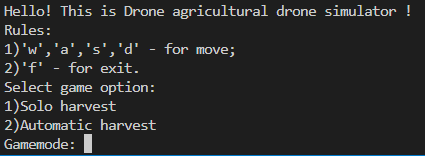 Hello! This is Drone agricultural drone simulator !
Rules:
1)'w','a','s','d' - for move;
2)'f' - for exit.
Select game option:
1)Solo harvest
2)Automatic harvest
Gamemode: